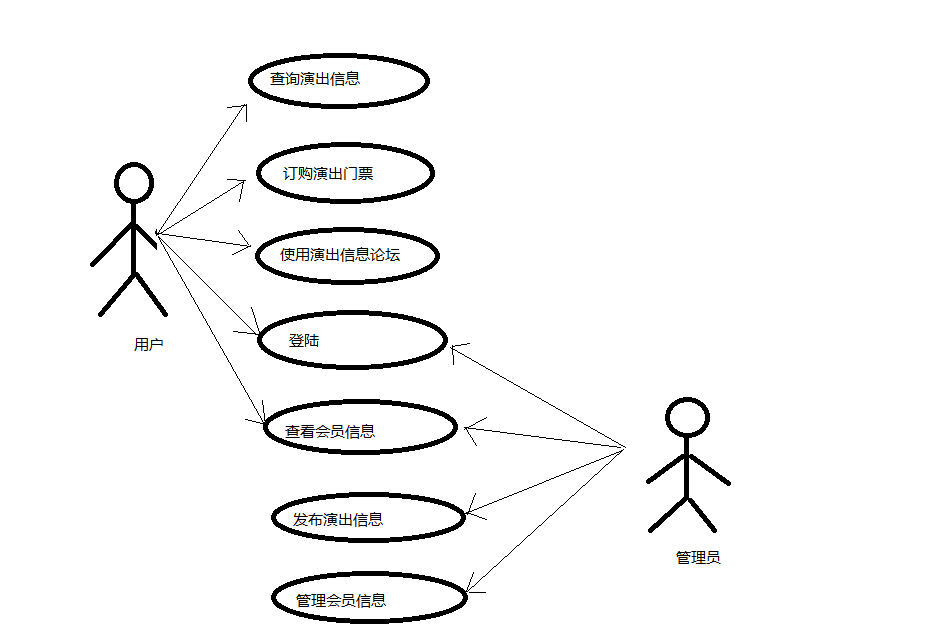 查询演出信息
订购演出门票
使用演出信息论坛
登陆
用户
查看会员信息
发布演出信息
管理员
管理会员信息